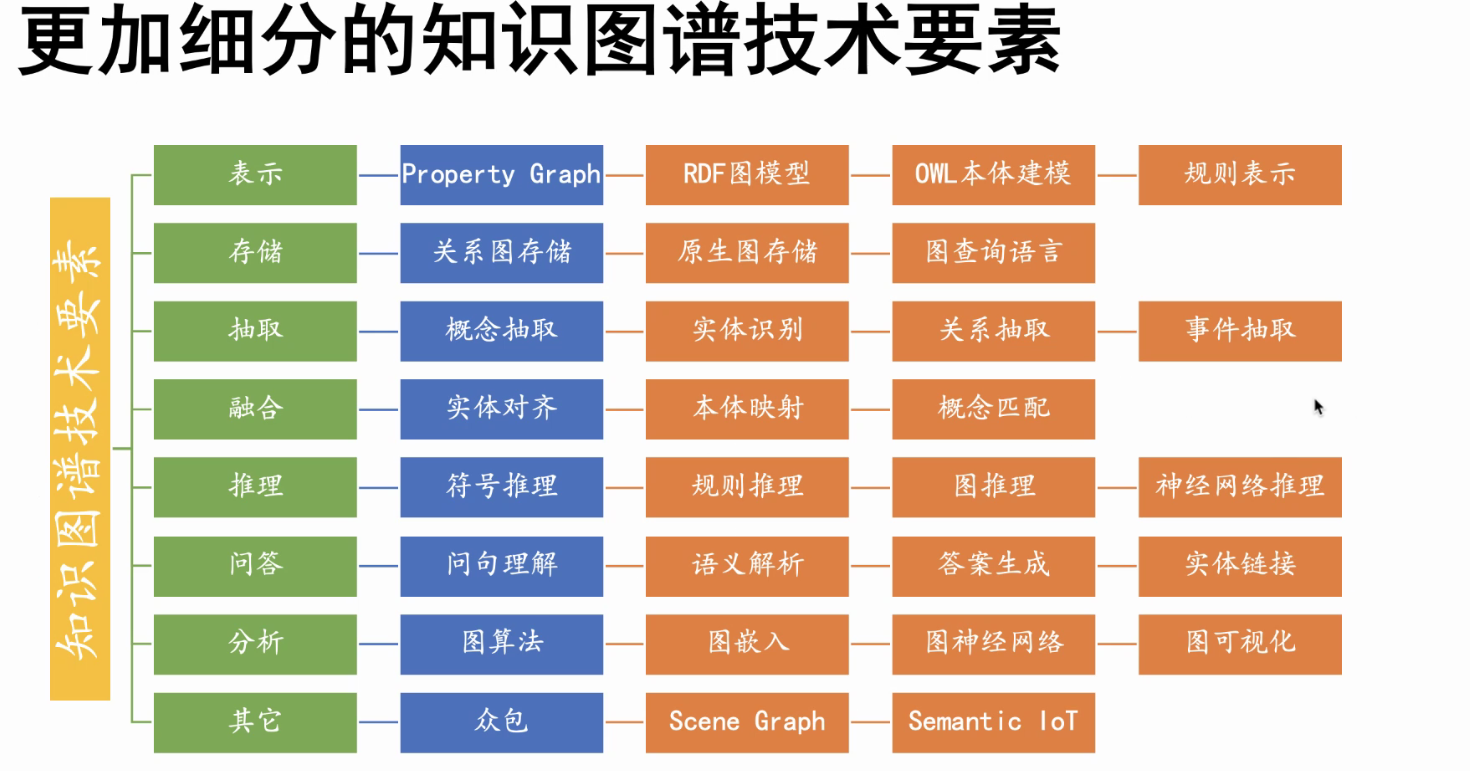 更加细分的知识图谱技术要素
知识图谱技术要素
表示 Property Graph RDF图模型 OWL本体建模 规则表示
存储 关系图存储 原生图存储 图查询语言
抽取 概念抽取 实体识别 关系抽取 事件抽取
融合 实体对齐 本体映射 概念匹配
推理 符号推理 规则推理 图推理 神经网络推理
问答 问句理解 语义解析 答案生成 实体链接
分析 图算法 图嵌入 图神经网络 图可视化
其它 众包 Scene Graph Semantic IoT